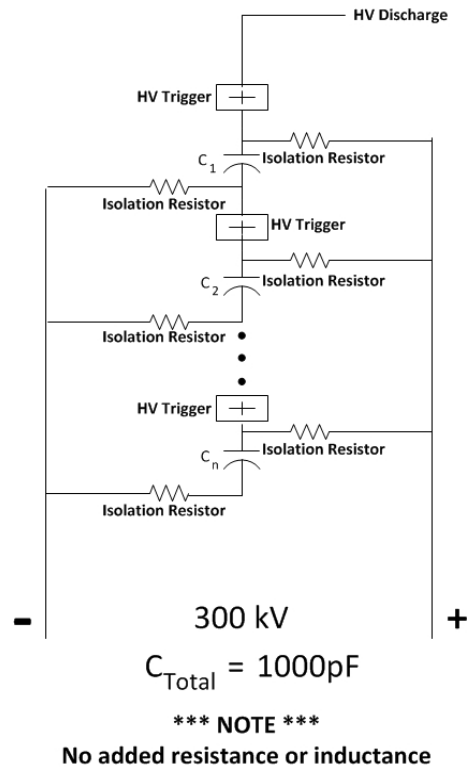 HV Discharge
HV Trigger
C1 Isolation Resistor
Isolation Resistor
HV Trigger
C2 Isolation Resistor
Isolation Resistor
HV Trigger
Cn Isolation Resistor
Isolation Resistor
- 300 kV +
CTotal = 1000pF
*** NOTE ***
No added resistance or inductance